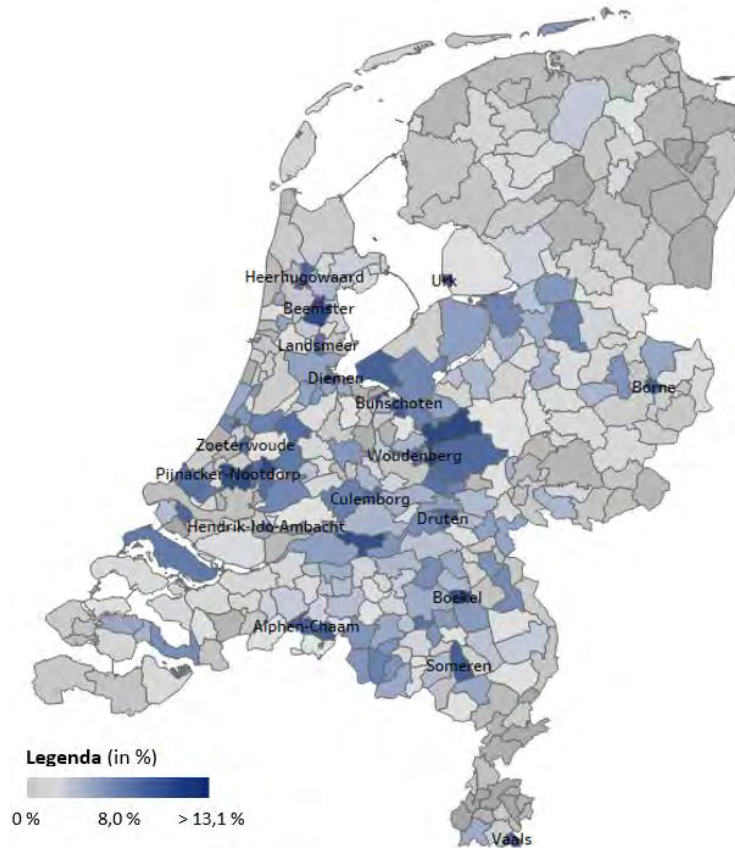 Heerhugowaard
Urk
Beemster
Landsmeer
Diemen
Borne
Bunschoten
Zoeterwoude
Woudenberg
Pijnacker-Nootdorp
Culemborg
Druten
Hendrik-Ido-Ambacht
Boekel
Alphen-Chaam
Someren
Legenda (in %)
0 % 8,0 % > 13,1 %
Vaals